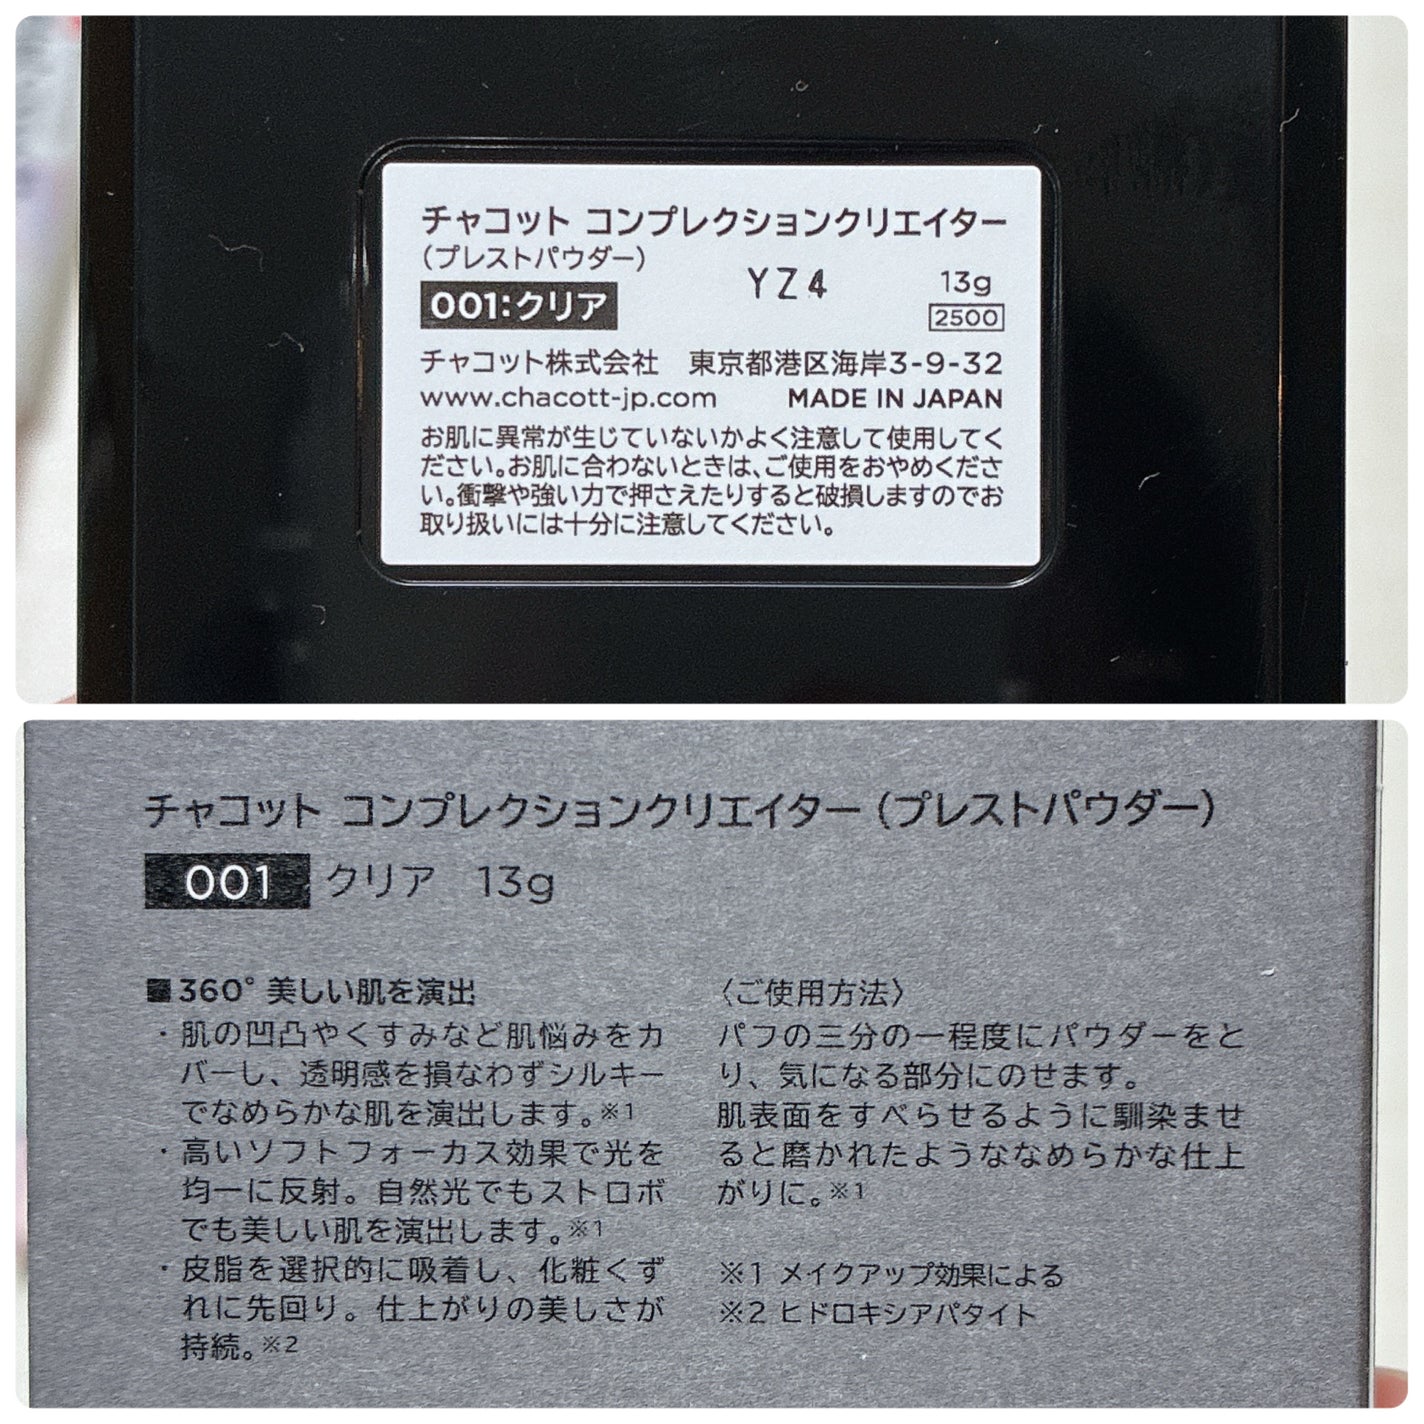 チャコット コンプレクションクリエイター
（プレストパウダー）
YZ4
13g
001:クリア
2500
チャコット株式会社　東京都港区海岸3-9-32
www.chacott-jp.com MADE IN JAPAN
お肌に異常が生じていないかよく注意して使用してく
ださい。お肌に合わないときは、ご使用をおやめくださ
い。衝撃や強い力で押さえたりすると破損しますのでお
取り扱いには十分に注意してください。
チャコット コンプレクションクリエイター（プレストパウダー）
001 クリア 13g
■360° 美しい肌を演出
・肌の凹凸やくすみなど肌悩みをカ
バーし、透明感を損なわずシルキー
でなめらかな肌を演出します。※1
・高いソフトフォーカス効果で光を
均一に反射。自然光でもストロボ
でも美しい肌を演出します。※1
・皮脂を選択的に吸着し、化粧くず
れに先回り。仕上がりの美しさが
持続。※2
〈ご使用方法〉
パフの三分の一程度にパウダーをと
り、気になる部分にのせます。
肌表面をすべらせるように馴染ませ
ると磨かれたようななめらかな仕上
がりに。※1
※1 メイクアップ効果による
※2 ヒドロキシアパタイト